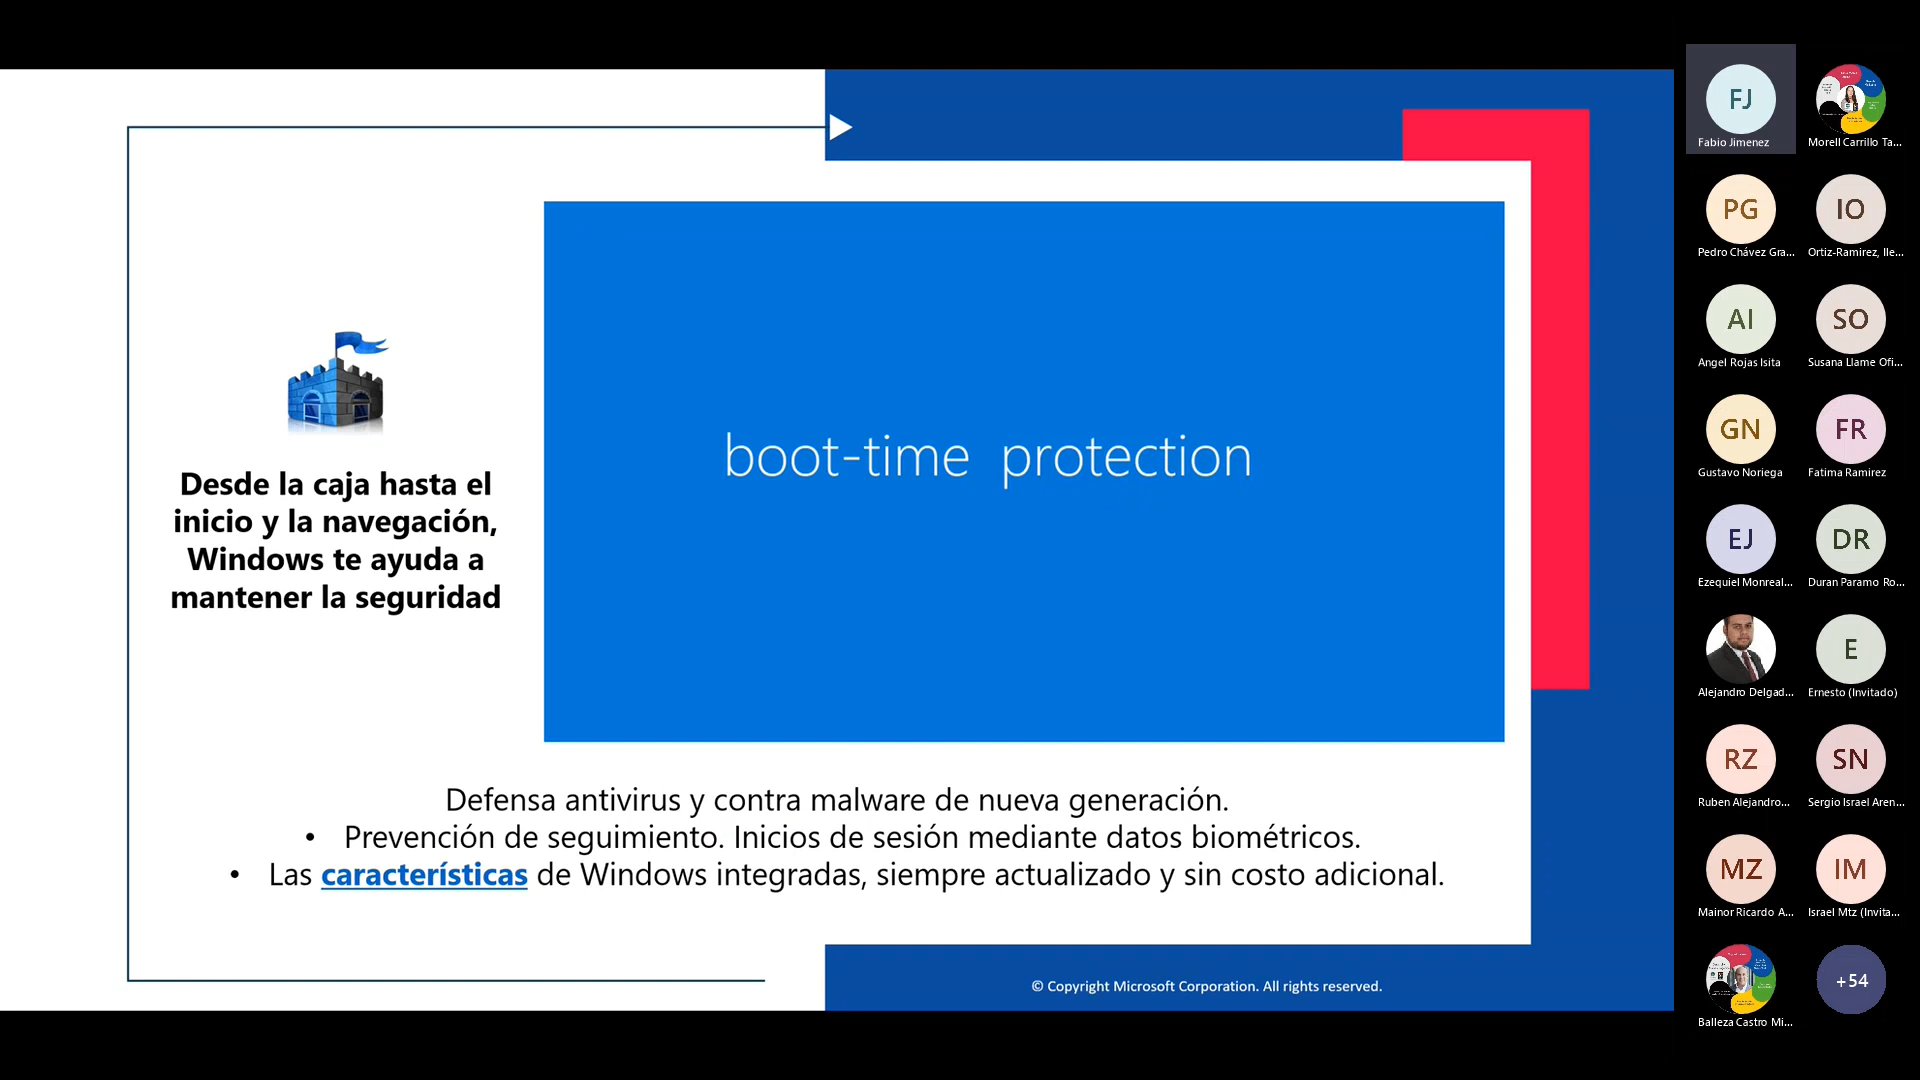 Desde la caja hasta el
inicio y la navegación,
Windows te ayuda a
mantener la seguridad
boot-time protection
Defensa antivirus y contra malware de nueva generación.
• Prevención de seguimiento. Inicios de sesión mediante datos biométricos.
• Las características de Windows integradas, siempre actualizado y sin costo adicional.
© Copyright Microsoft Corporation. All rights reserved.
FJ
Fabio Jimenez
Morell Carrillo Ta...
PG
Pedro Chávez Gra...
IO
Ortiz-Ramirez, Ile...
AI
Angel Rojas Isita
SO
Susana Llame Ofi...
GN
Gustavo Noriega
FR
Fatima Ramirez
EJ
Ezequiel Monreal...
DR
Duran Paramo Ro...
Alejandro Delgad...
E
Ernesto (Invitado)
RZ
Ruben Alejandro...
SN
Sergio Israel Aren...
MZ
Mainor Ricardo A...
IM
Israel Mtz (Invita...
Balleza Castro Mi...
+54